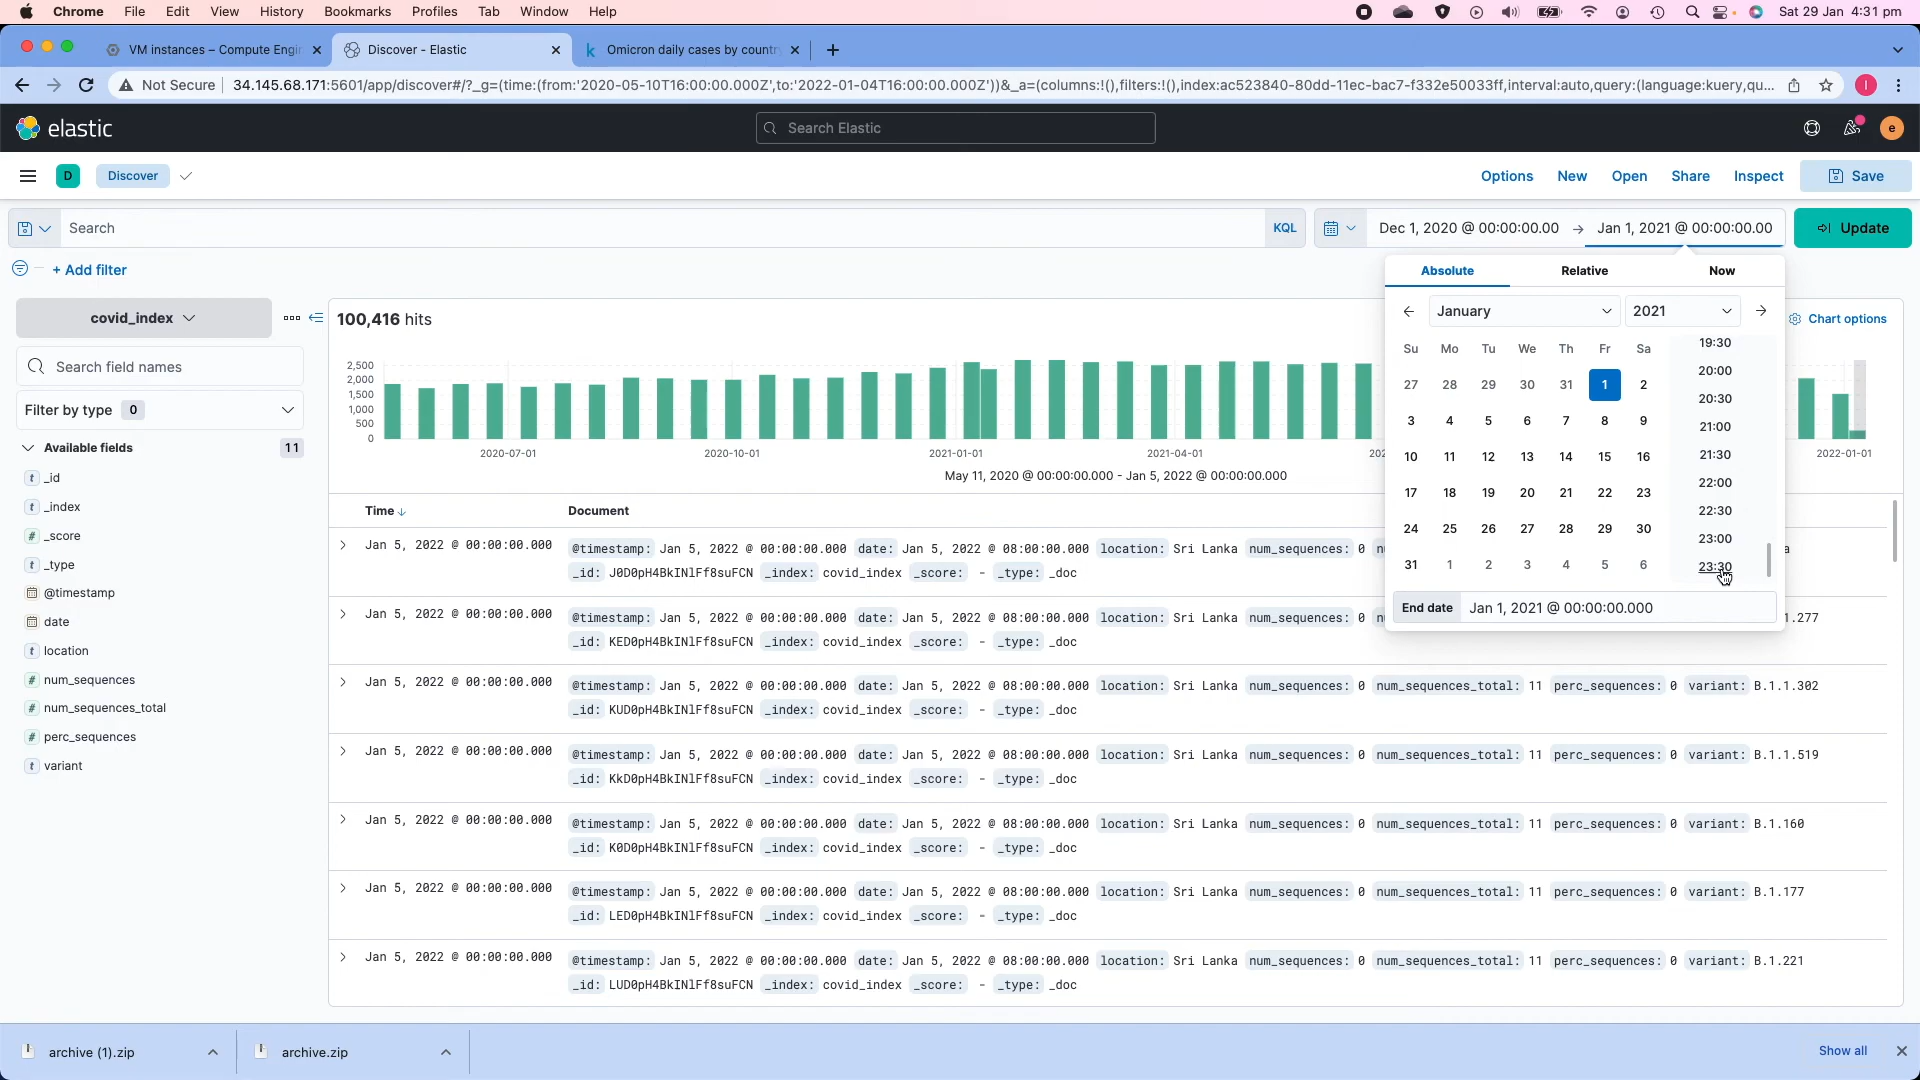 Chrome File Edit View History Bookmarks Profiles Tab Window Help Sat 29 Jan 4:31 pm
VM instances – Compute Engin Discover - Elastic Omicron daily cases by countr
Not Secure 34.145.68.171:5601/app/discover#/?_g=(time:(from:'2020-05-10T16:00:00.000Z',to:'2022-01-04T16:00:00.000Z'))&_a=(columns:!(),filters:!(),index:ac523840-80dd-11ec-bac7-f332e50033ff,interval:auto,query:(language:kuery,qu...
elastic Search Elastic e
D Discover Options New Open Share Inspect Save
Search KQL Dec 1, 2020 @ 00:00:00.00 → Jan 1, 2021 @ 00:00:00.00 Update
+ Add filter
Absolute Relative Now
covid_index 100,416 hits
January 2021 Chart options
Su Mo Tu We Th Fr Sa
27 28 29 30 31 1 2
3 4 5 6 7 8 9
10 11 12 13 14 15 16
17 18 19 20 21 22 23
24 25 26 27 28 29 30
31 1 2 3 4 5 6
19:30
20:00
20:30
21:00
21:30
22:00
22:30
23:00
23:30
End date Jan 1, 2021 @ 00:00:00.000
Search field names
Filter by type 0
Available fields 11
_id
_index
_score
_type
@timestamp
date
location
num_sequences
num_sequences_total
perc_sequences
variant
2,500
2,000
1,500
1,000
500
0
2020-07-01 2020-10-01 2021-01-01 2021-04-01 202 2022-01-01
May 11, 2020 @ 00:00:00.000 - Jan 5, 2022 @ 00:00:00.000
Time Document
Jan 5, 2022 @ 00:00:00.000 @timestamp: Jan 5, 2022 @ 00:00:00.000 date: Jan 5, 2022 @ 08:00:00.000 location: Sri Lanka num_sequences: 0 nu a
_id: J0D0pH4BkINlFf8suFCN _index: covid_index _score: - _type: _doc
Jan 5, 2022 @ 00:00:00.000 @timestamp: Jan 5, 2022 @ 00:00:00.000 date: Jan 5, 2022 @ 08:00:00.000 location: Sri Lanka num_sequences: 0 nu 1.277
_id: KED0pH4BkINlFf8suFCN _index: covid_index _score: - _type: _doc
Jan 5, 2022 @ 00:00:00.000 @timestamp: Jan 5, 2022 @ 00:00:00.000 date: Jan 5, 2022 @ 08:00:00.000 location: Sri Lanka num_sequences: 0 num_sequences_total: 11 perc_sequences: 0 variant: B.1.1.302
_id: KUD0pH4BkINlFf8suFCN _index: covid_index _score: - _type: _doc
Jan 5, 2022 @ 00:00:00.000 @timestamp: Jan 5, 2022 @ 00:00:00.000 date: Jan 5, 2022 @ 08:00:00.000 location: Sri Lanka num_sequences: 0 num_sequences_total: 11 perc_sequences: 0 variant: B.1.1.519
_id: KkD0pH4BkINlFf8suFCN _index: covid_index _score: - _type: _doc
Jan 5, 2022 @ 00:00:00.000 @timestamp: Jan 5, 2022 @ 00:00:00.000 date: Jan 5, 2022 @ 08:00:00.000 location: Sri Lanka num_sequences: 0 num_sequences_total: 11 perc_sequences: 0 variant: B.1.160
_id: K0D0pH4BkINlFf8suFCN _index: covid_index _score: - _type: _doc
Jan 5, 2022 @ 00:00:00.000 @timestamp: Jan 5, 2022 @ 00:00:00.000 date: Jan 5, 2022 @ 08:00:00.000 location: Sri Lanka num_sequences: 0 num_sequences_total: 11 perc_sequences: 0 variant: B.1.177
_id: LED0pH4BkINlFf8suFCN _index: covid_index _score: - _type: _doc
Jan 5, 2022 @ 00:00:00.000 @timestamp: Jan 5, 2022 @ 00:00:00.000 date: Jan 5, 2022 @ 08:00:00.000 location: Sri Lanka num_sequences: 0 num_sequences_total: 11 perc_sequences: 0 variant: B.1.221
_id: LUD0pH4BkINlFf8suFCN _index: covid_index _score: - _type: _doc
archive (1).zip archive.zip Show all